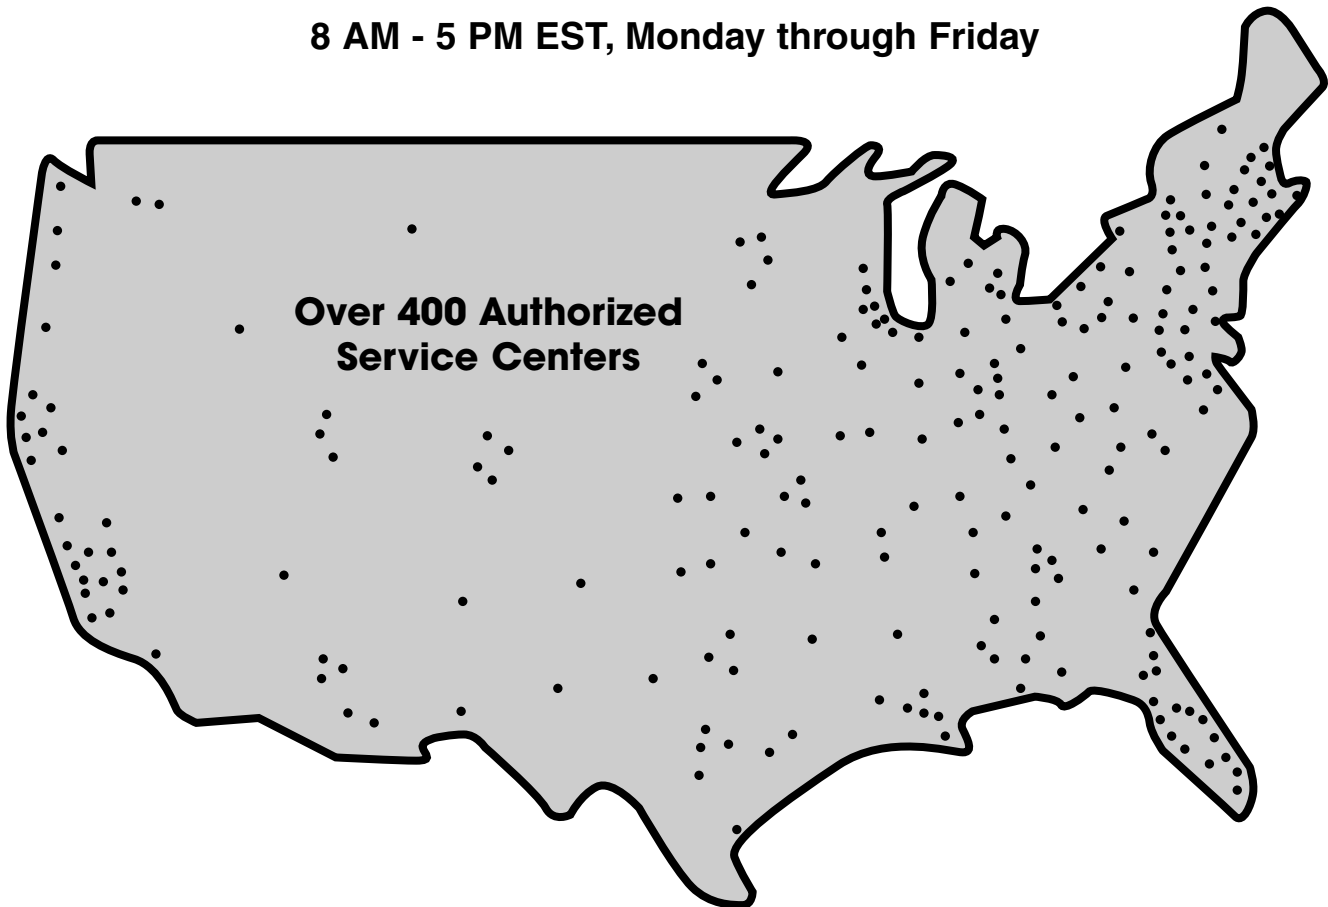 8 AM - 5 PM EST, Monday through Friday
Over 400 Authorized
Service Centers